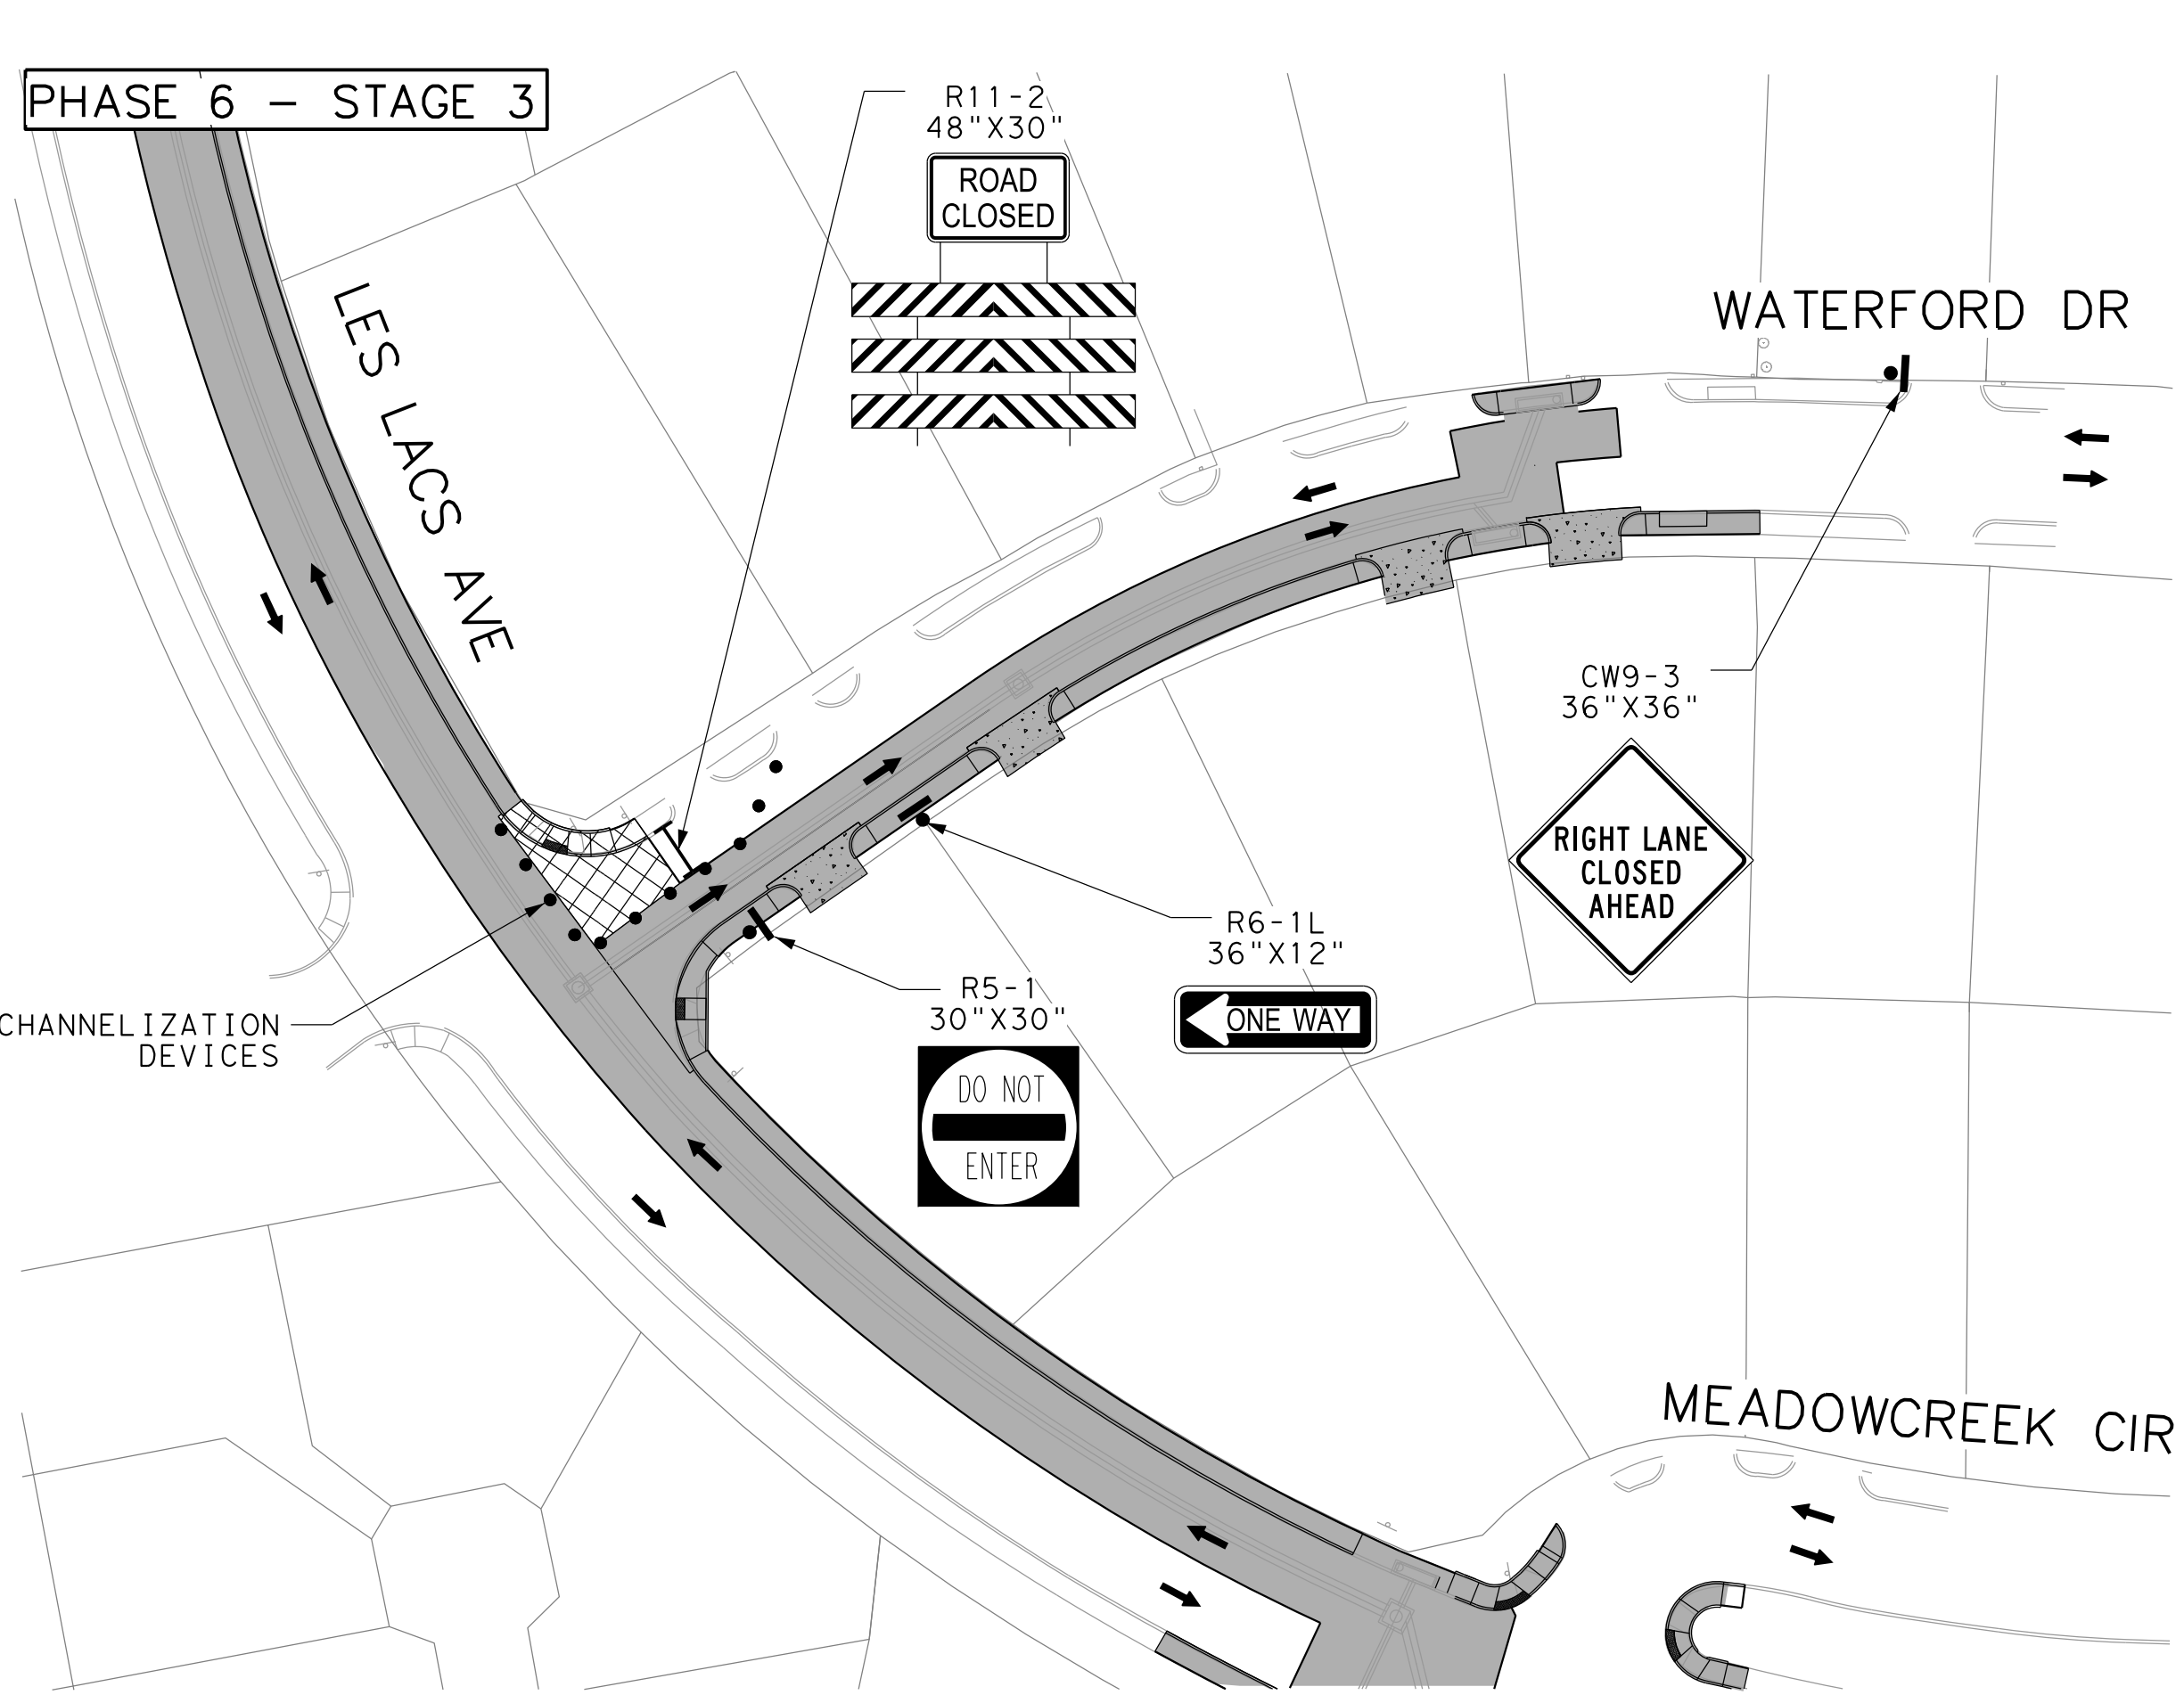 PHASE 6 - STAGE 3
R11-2
48"X30"
ROAD
CLOSED
LES LACS AVE
WATERFORD DR
CW9-3
36"X36"
RIGHT LANE
CLOSED
AHEAD
R6-1L
36"X12"
ONE WAY
R5-1
30"X30"
DO NOT
ENTER
CHANNELIZATION
DEVICES
MEADOWCREEK CIR